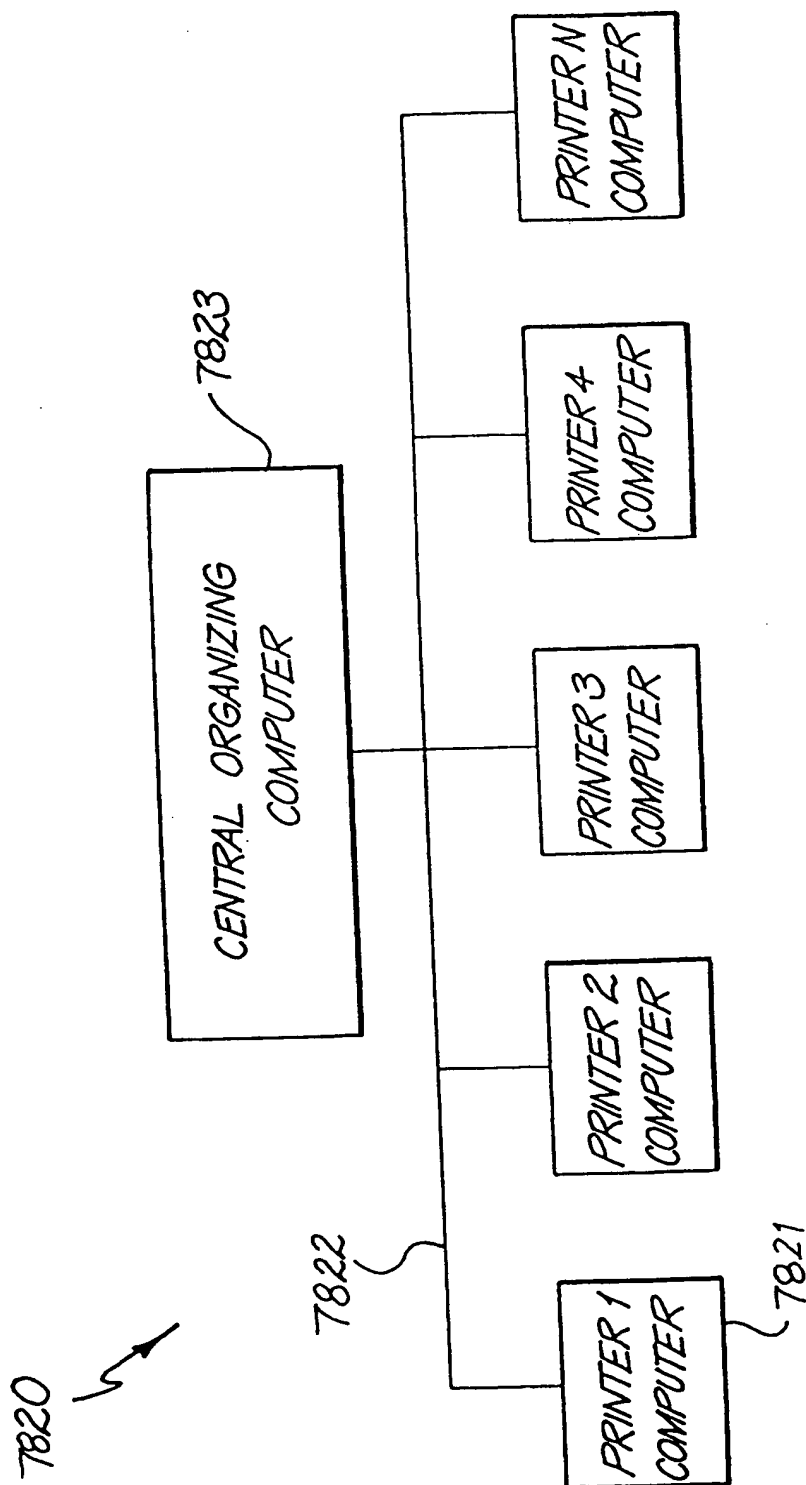 7820
7823
CENTRAL ORGANIZING
COMPUTER
7822
PRINTER 1
COMPUTER
PRINTER 2
COMPUTER
PRINTER 3
COMPUTER
PRINTER 4
COMPUTER
PRINTER N
COMPUTER
7821